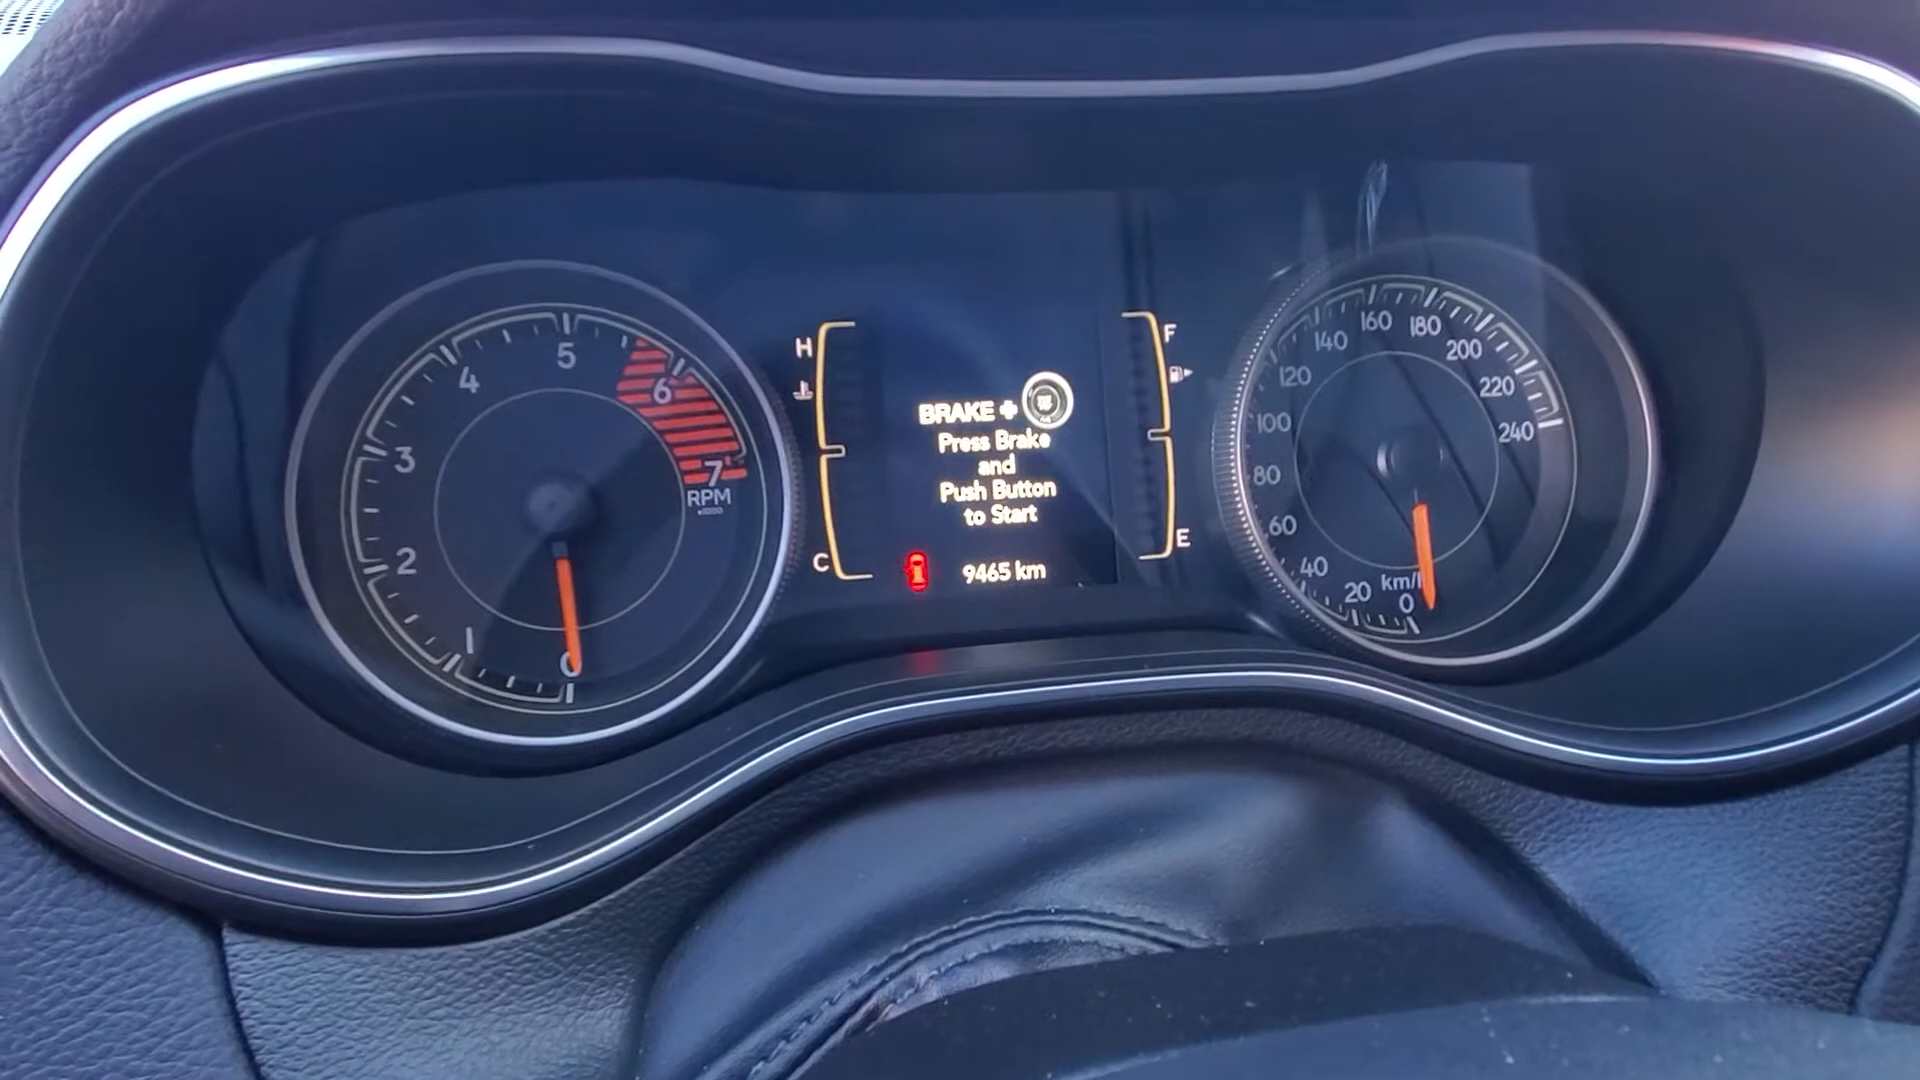 5
4
6
3
7
RPM
x1000
2
1
0
H
C
BRAKE +
Press Brake
and
Push Button
to Start
9465 km
F
E
160
180
140
200
120
220
100
240
80
60
40
20
km/h
0